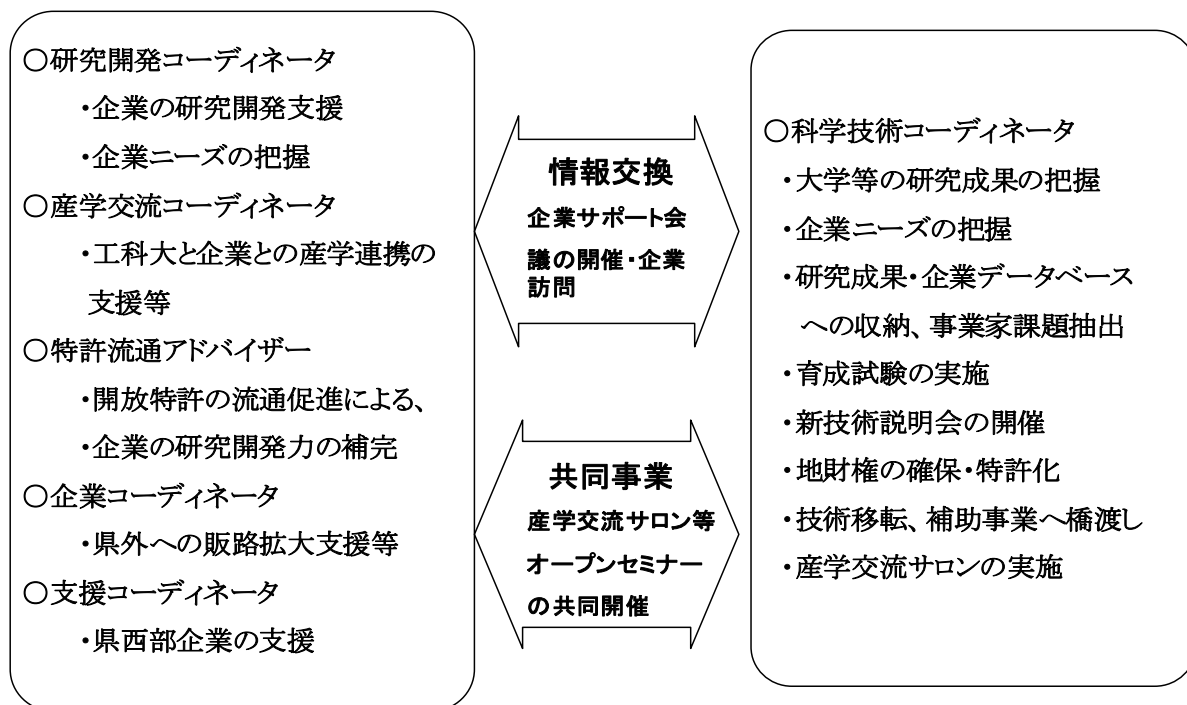 〇研究開発コーディネータ
・企業の研究開発支援
・企業ニーズの把握
〇産学交流コーディネータ
・工科大と企業との産学連携の
支援等
〇特許流通アドバイザー
・開放特許の流通促進による、
・企業の研究開発力の補完
〇企業コーディネータ
・県外への販路拡大支援等
〇支援コーディネータ
・県西部企業の支援
情報交換
企業サポート会
議の開催・企業
訪問
共同事業
産学交流サロン等
オープンセミナー
の共同開催
〇科学技術コーディネータ
・大学等の研究成果の把握
・企業ニーズの把握
・研究成果・企業データベース
への収納、事業家課題抽出
・育成試験の実施
・新技術説明会の開催
・地財権の確保・特許化
・技術移転、補助事業へ橋渡し
・産学交流サロンの実施